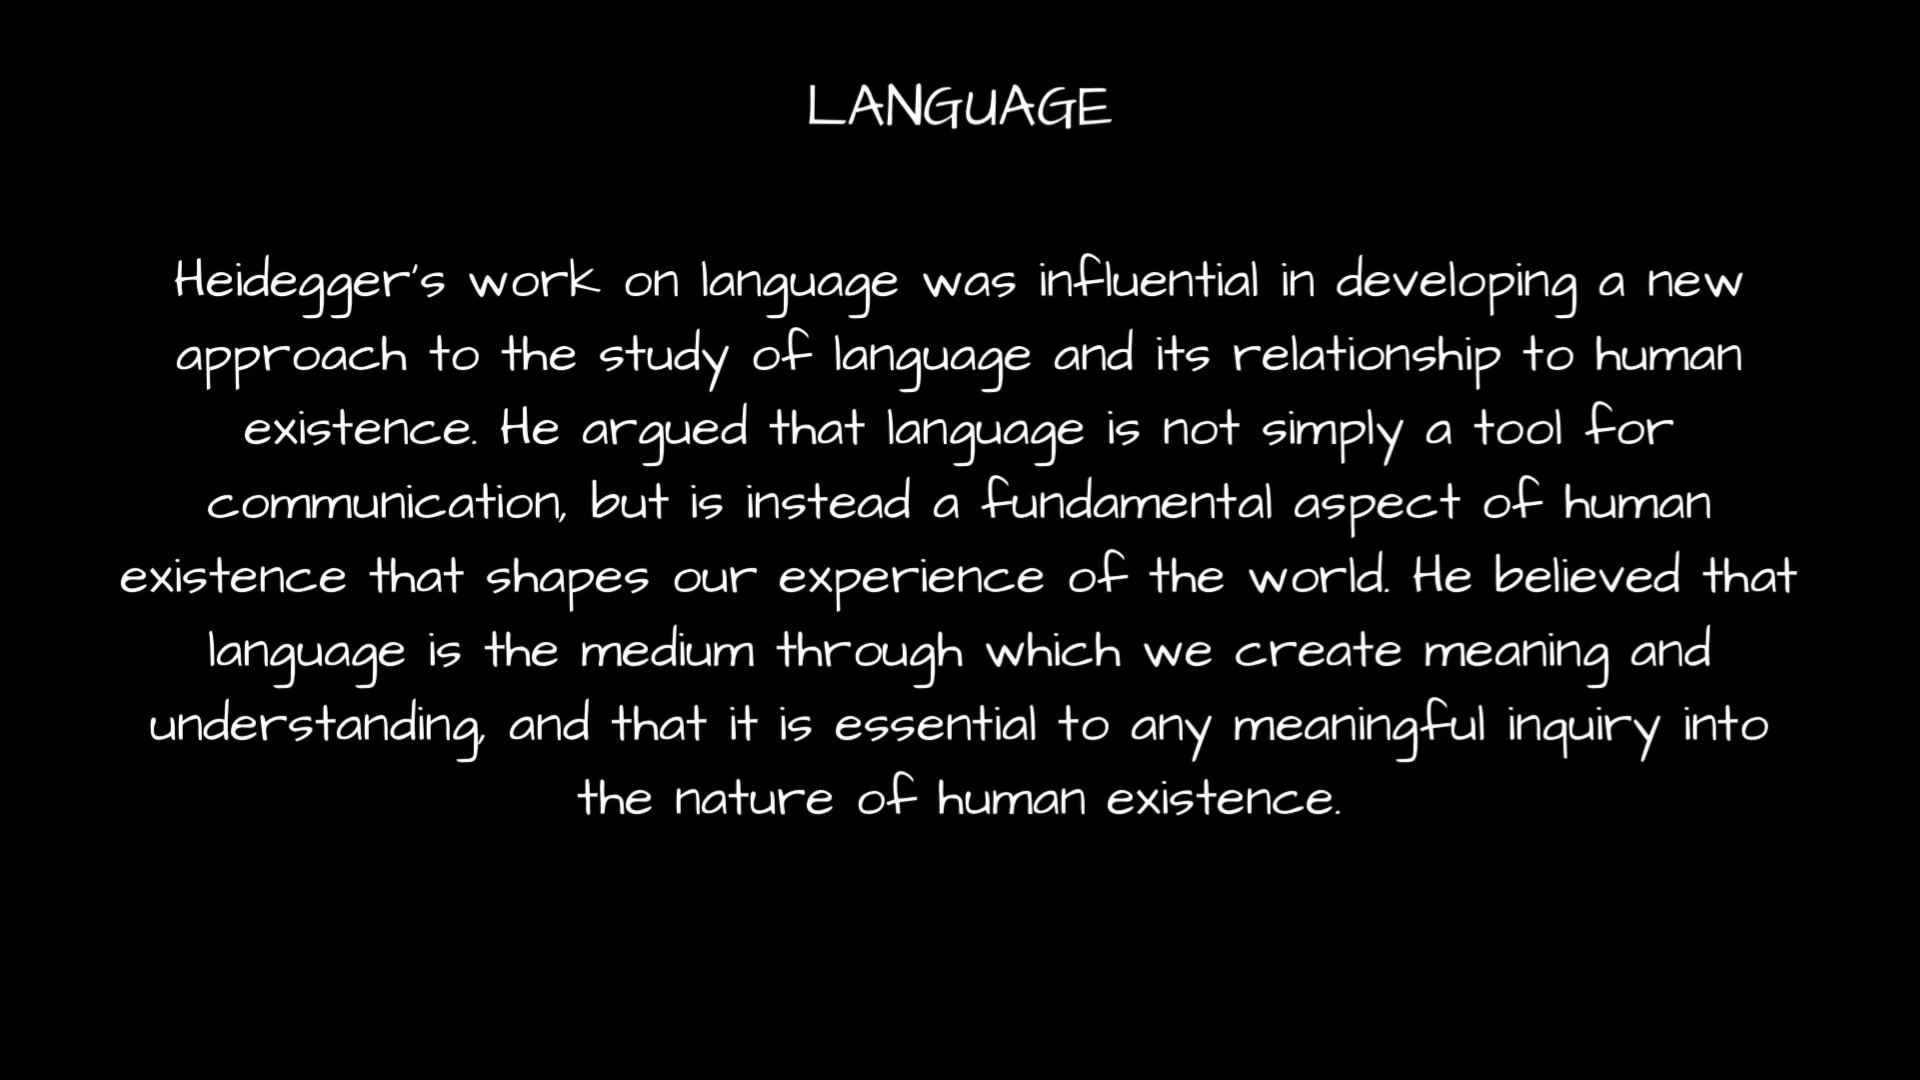 LANGUAGE
Heidegger's work on language was influential in developing a new
approach to the study of language and its relationship to human
existence. He argued that language is not simply a tool for
communication, but is instead a fundamental aspect of human
existence that shapes our experience of the world. He believed that
language is the medium through which we create meaning and
understanding, and that it is essential to any meaningful inquiry into
the nature of human existence.